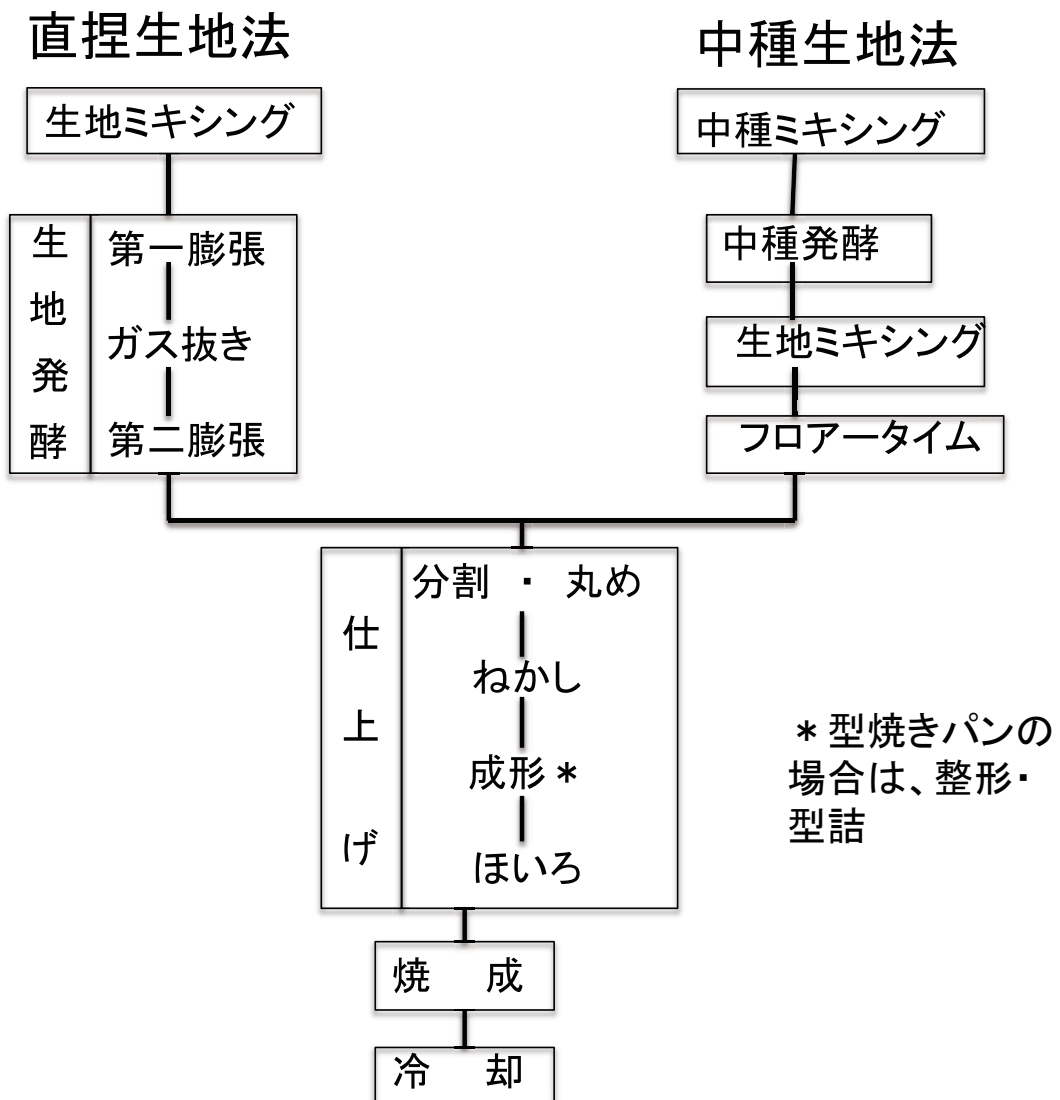 直捏生地法
生地ミキシング
生地発酵
第一膨張
ガス抜き
第二膨張
中種生地法
中種ミキシング
中種発酵
生地ミキシング
フロアータイム
仕上げ
分割 ・ 丸め
ねかし
成形*
ほいろ
*型焼きパンの
場合は、整形・
型詰
焼 成
冷 却